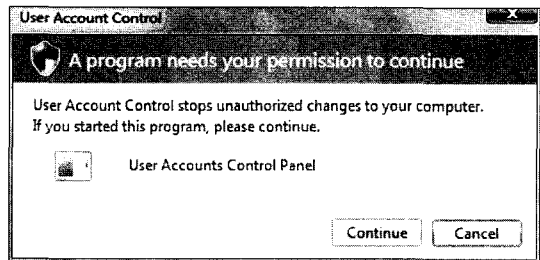 User Account Control
A program needs your permission to continue
User Account Control stops unauthorized changes to your computer.
If you started this program, please continue.
User Accounts Control Panel
Continue
Cancel